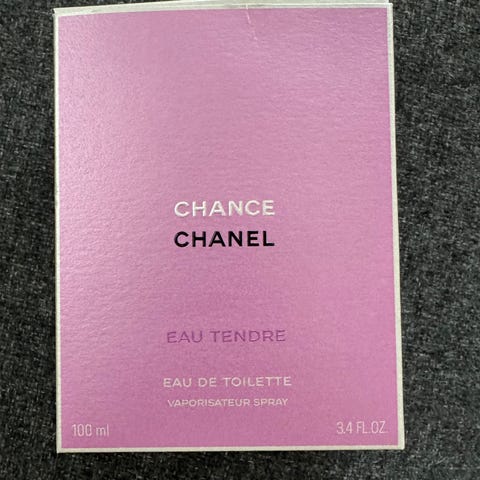 CHANCE
CHANEL
EAU TENDRE
EAU DE TOILETTE
VAPORISATEUR SPRAY
100 ml 3.4 FL.OZ.